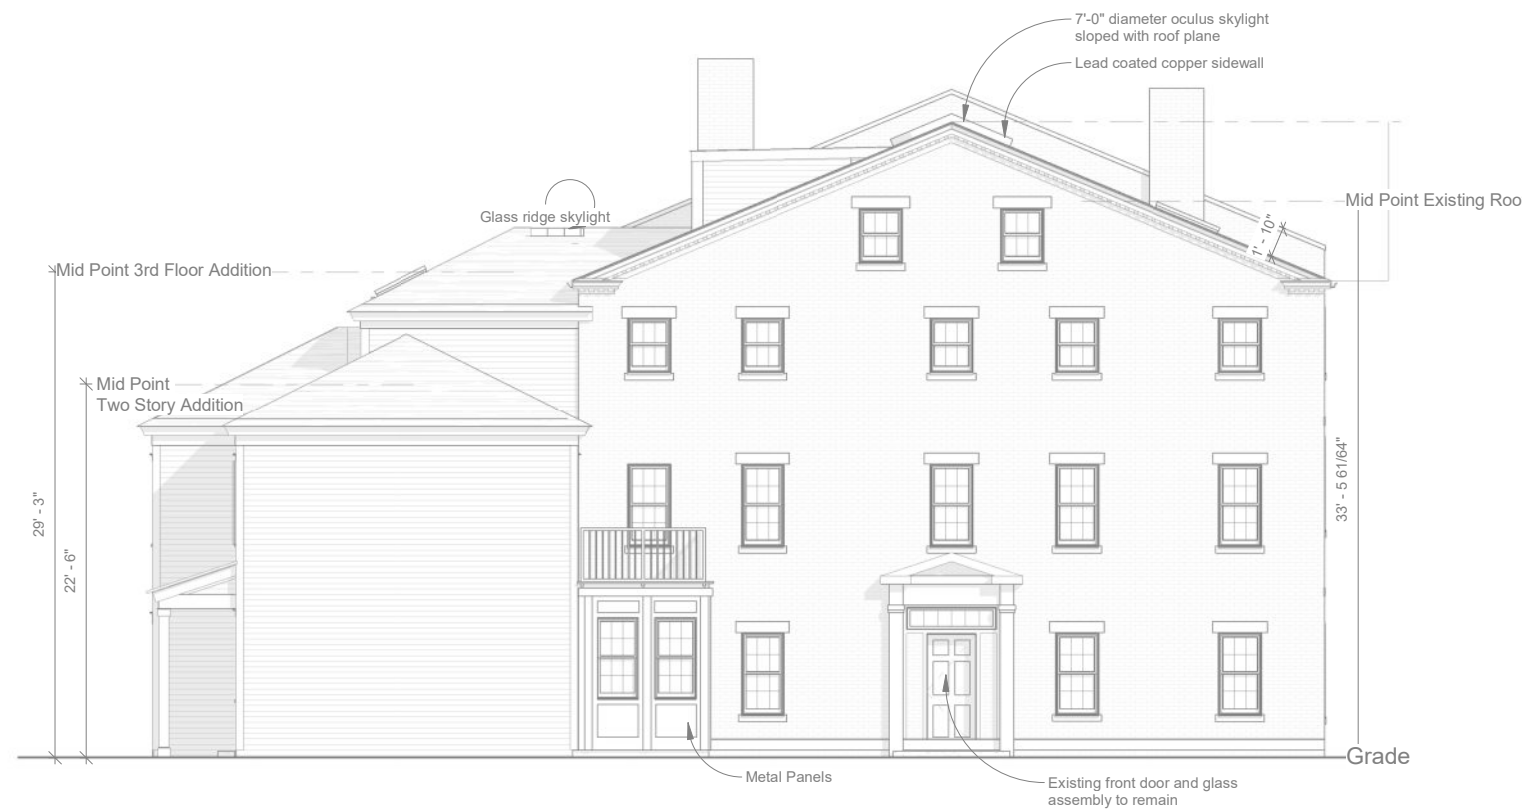 7'-0" diameter oculus skylight
sloped with roof plane
Lead coated copper sidewall
Mid Point Existing Roo
Glass ridge skylight
1' - 10"
Mid Point 3rd Floor Addition
Mid Point
Two Story Addition
29' - 3"
22' - 6"
33' - 5 61/64"
Grade
Metal Panels
Existing front door and glass
assembly to remain